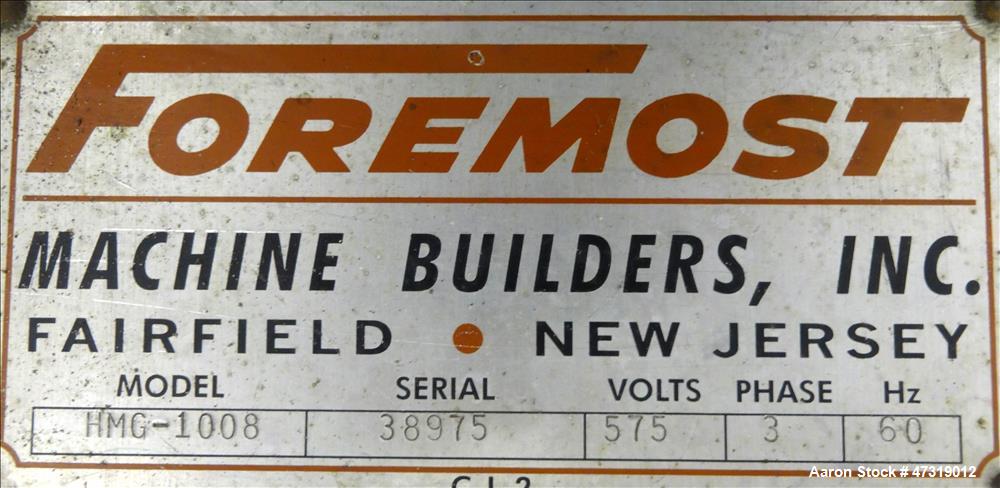 FOREMOST
MACHINE BUILDERS, INC.
FAIRFIELD • NEW JERSEY
MODEL SERIAL VOLTS PHASE Hz
HMG-1008 38975 575 3 60
Aaron Stock # 47319012